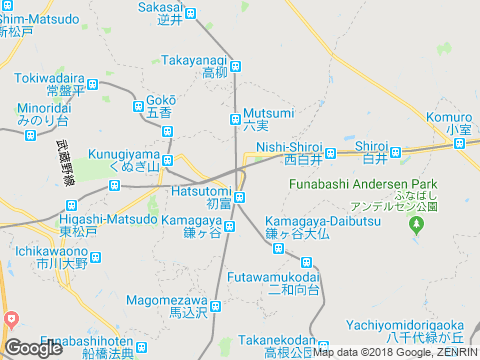 Sakasai
逆井
Shim-Matsudo
新松戸
Takayanagi
高柳
Tokiwadaira
常盤平
Minoridai
みのり台
Gokō
五香
Mutsumi
六実
Komuro
小室
武蔵野線
Kunugiyama
くぬぎ山
Nishi-Shiroi
西白井
Shiroi
白井
Hatsutomi
初富
Funabashi Andersen Park
ふなばし
アンデルセン公園
Higashi-Matsudo
東松戸
Kamagaya
鎌ヶ谷
Kamagaya-Daibutsu
鎌ヶ谷大仏
Ichikawaono
市川大野
Futawamukodai
二和向台
Magomezawa
馬込沢
Funabashihoten
船橋法典
Takanekodan
高根公団
Yachiyomidorigaoka
八千代緑が丘
Google
Map data ©2018 Google, ZENRIN